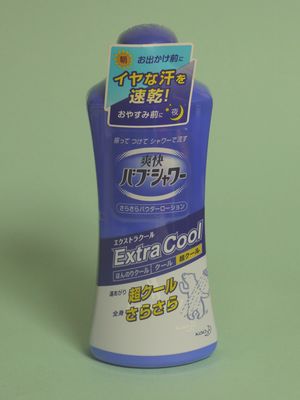 朝 お出かけ前に
イヤな汗を
速乾!
おやすみ前に 夜
振って つけて シャワーで流す
爽快
バブシャワー
さらさらパウダーローション
エクストラクール
Extra Cool
ほんのりクール クール 超クール
湯あがり 超クール
全身 さらさら